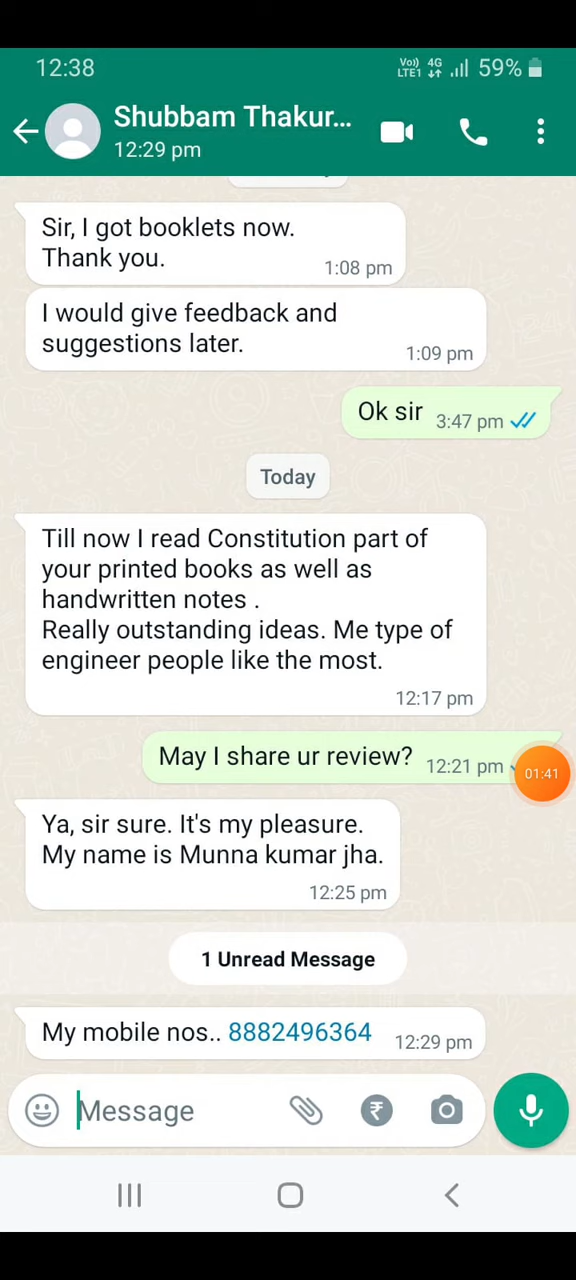 12:38
Vo)) 4G
LTE1 59%
Shubbam Thakur...
12:29 pm
Sir, I got booklets now.
Thank you.
1:08 pm
I would give feedback and
suggestions later.
1:09 pm
Ok sir 3:47 pm
Today
Till now I read Constitution part of
your printed books as well as
handwritten notes .
Really outstanding ideas. Me type of
engineer people like the most.
12:17 pm
May I share ur review? 12:21 pm
01:41
Ya, sir sure. It's my pleasure.
My name is Munna kumar jha.
12:25 pm
1 Unread Message
My mobile nos.. 8882496364 12:29 pm
Message
₹